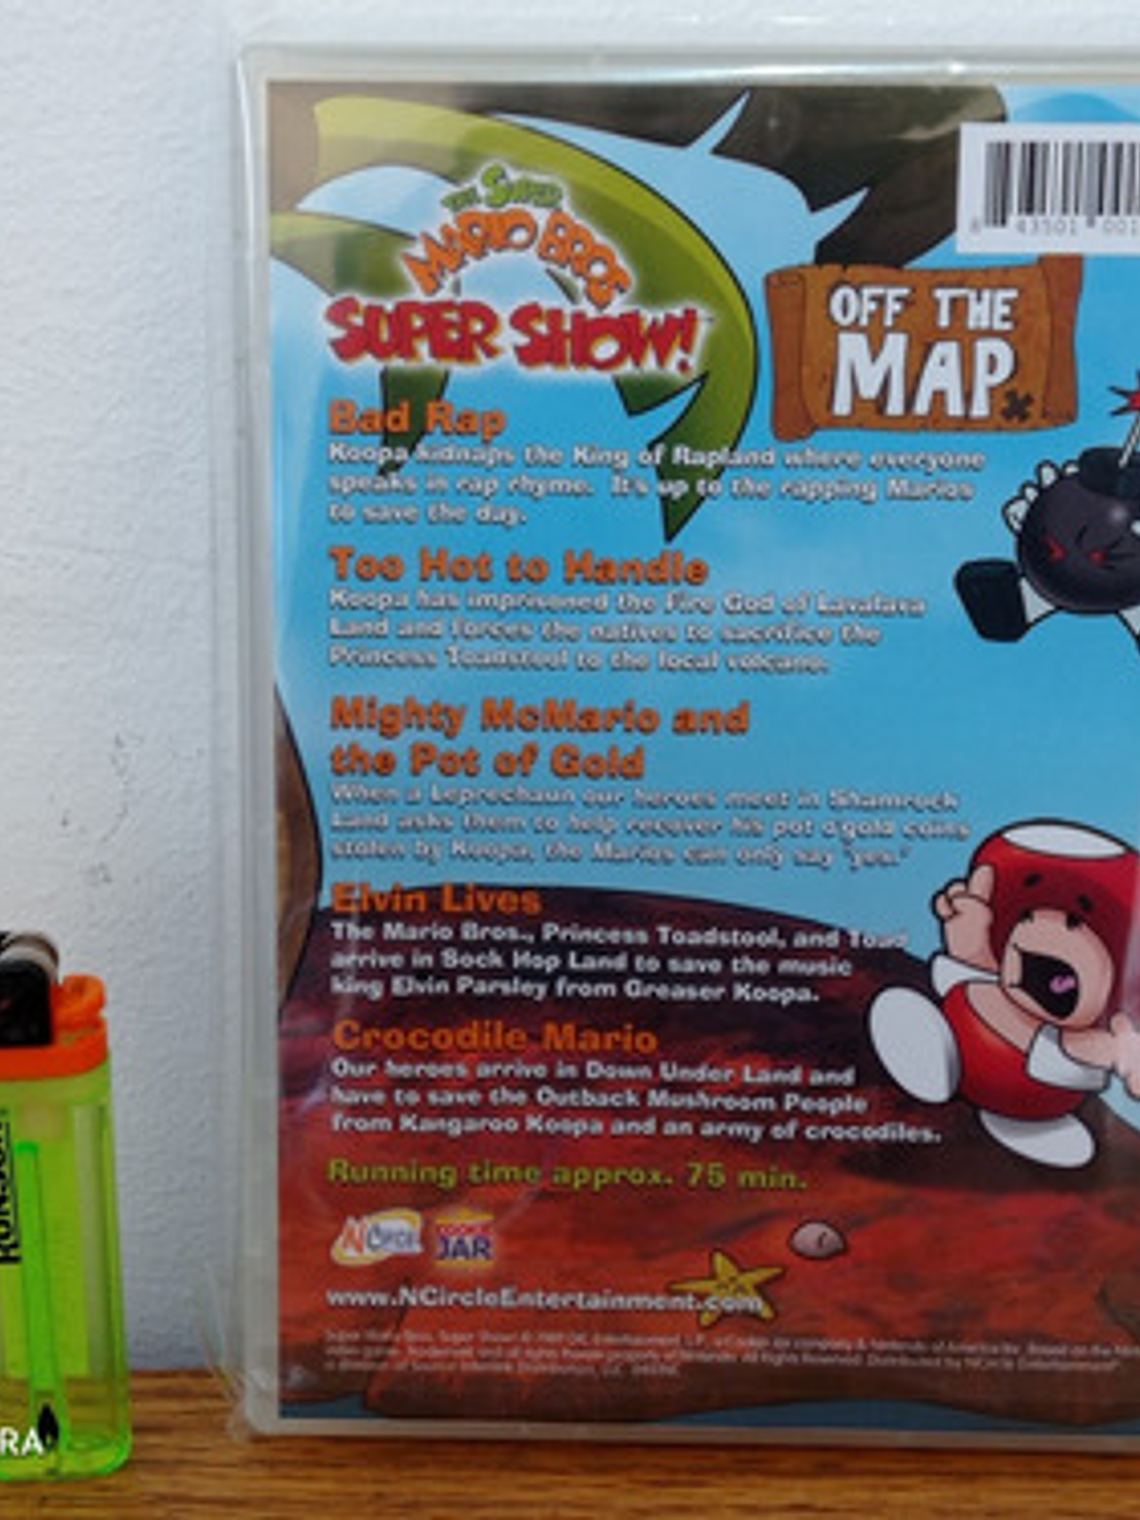 THE SUPER
MARIO BROS
SUPER SHOW!
OFF THE
MAP
8 43501 001
Bad Rap
Koopa kidnaps the King of Rapland where everyone
speaks in rap rhyme. It's up to the rapping Marios
to save the day.
Too Hot to Handle
Koopa has imprisoned the Fire God of Lavalava
Land and forces the natives to sacrifice the
Princess Toadstool to the local volcano.
Mighty McMario and
the Pot of Gold
When a Leprechaun our heroes meet in Shamrock
Land asks them to help recover his pot o'gold coins
stolen by Koopa, the Marios can only say 'yes.'
Elvin Lives
The Mario Bros., Princess Toadstool, and Toad
arrive in Sock Hop Land to save the music
king Elvin Parsley from Greaser Koopa.
Crocodile Mario
Our heroes arrive in Down Under Land and
have to save the Outback Mushroom People
from Kangaroo Koopa and an army of crocodiles.
Running time approx. 75 min.
NCircle
COOKIE
JAR
www.NCircleEntertainment.com
RA